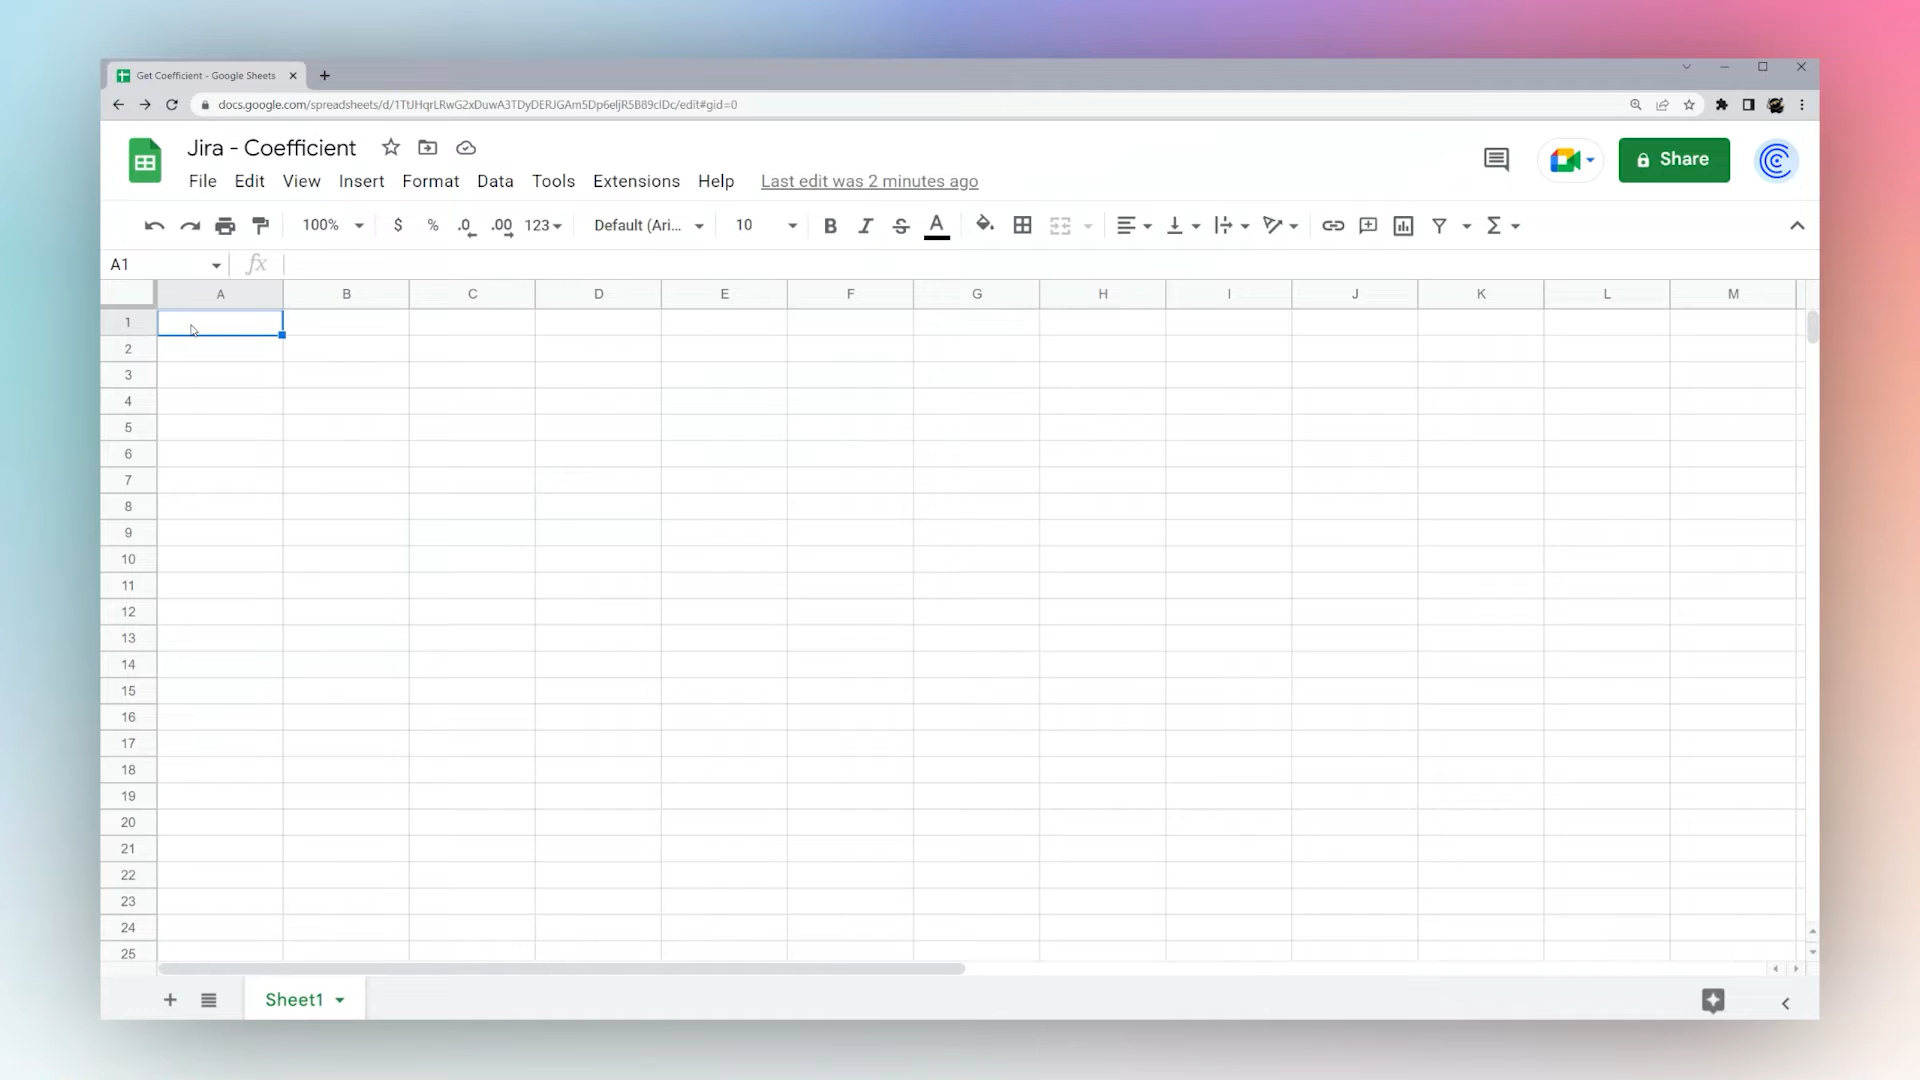 Get Coefficient - Google Sheets
docs.google.com/spreadsheets/d/1TtJHqrLRwG2xDuwA3TDyDERJGAm5Dp6eljR5B89clDc/edit#gid=0
Jira - Coefficient
File Edit View Insert Format Data Tools Extensions Help Last edit was 2 minutes ago
Share
100% $ % .0 .00 123 Default (Ari... 10 B I S A
A1 fx
A B C D E F G H I J K L M
1
2
3
4
5
6
7
8
9
10
11
12
13
14
15
16
17
18
19
20
21
22
23
24
25
Sheet1